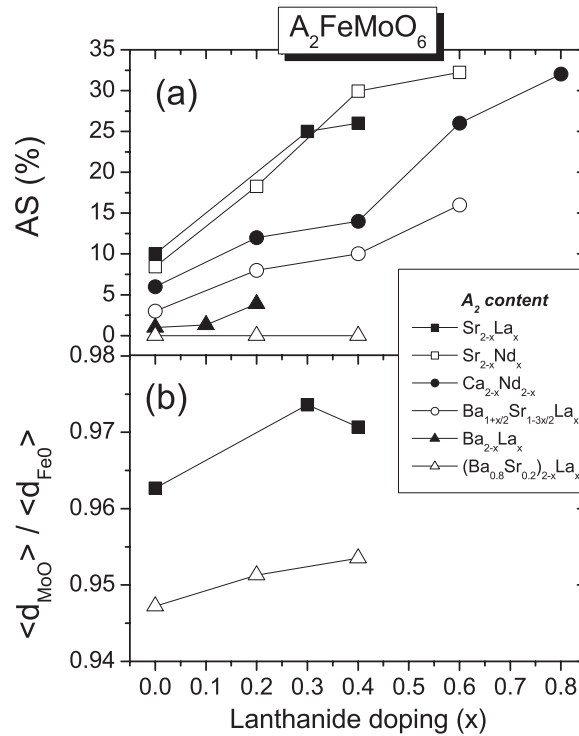 A₂FeMoO₆
35
30
25
20
15
10
5
0
AS (%)
(a)
A₂ content
Sr₂₋ₓLaₓ
Sr₂₋ₓNdₓ
Ca₂₋ₓNd₂₋ₓ
Ba₁₊ₓ/₂Sr₁₋₃ₓ/₂Laₓ
Ba₂₋ₓLaₓ
(Ba₀.₈Sr₀.₂)₂₋ₓLaₓ
0.98
0.97
0.96
0.95
0.94
<d_MoO> / <d_Fe0>
(b)
0.0 0.1 0.2 0.3 0.4 0.5 0.6 0.7 0.8
Lanthanide doping (x)